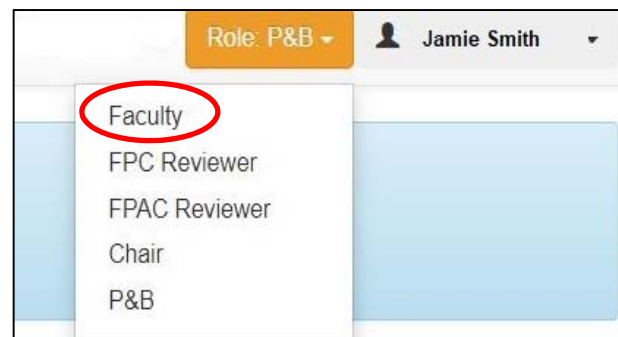 Role: P&B Jamie Smith
Faculty
FPC Reviewer
FPAC Reviewer
Chair
P&B